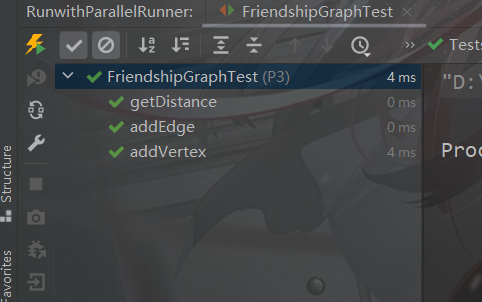 RunwithParallelRunner:
FriendshipGraphTest
Tests
FriendshipGraphTest (P3) 4 ms
getDistance 0 ms
addEdge 0 ms
addVertex 4 ms
"D:\
Proc
Structure
Favorites